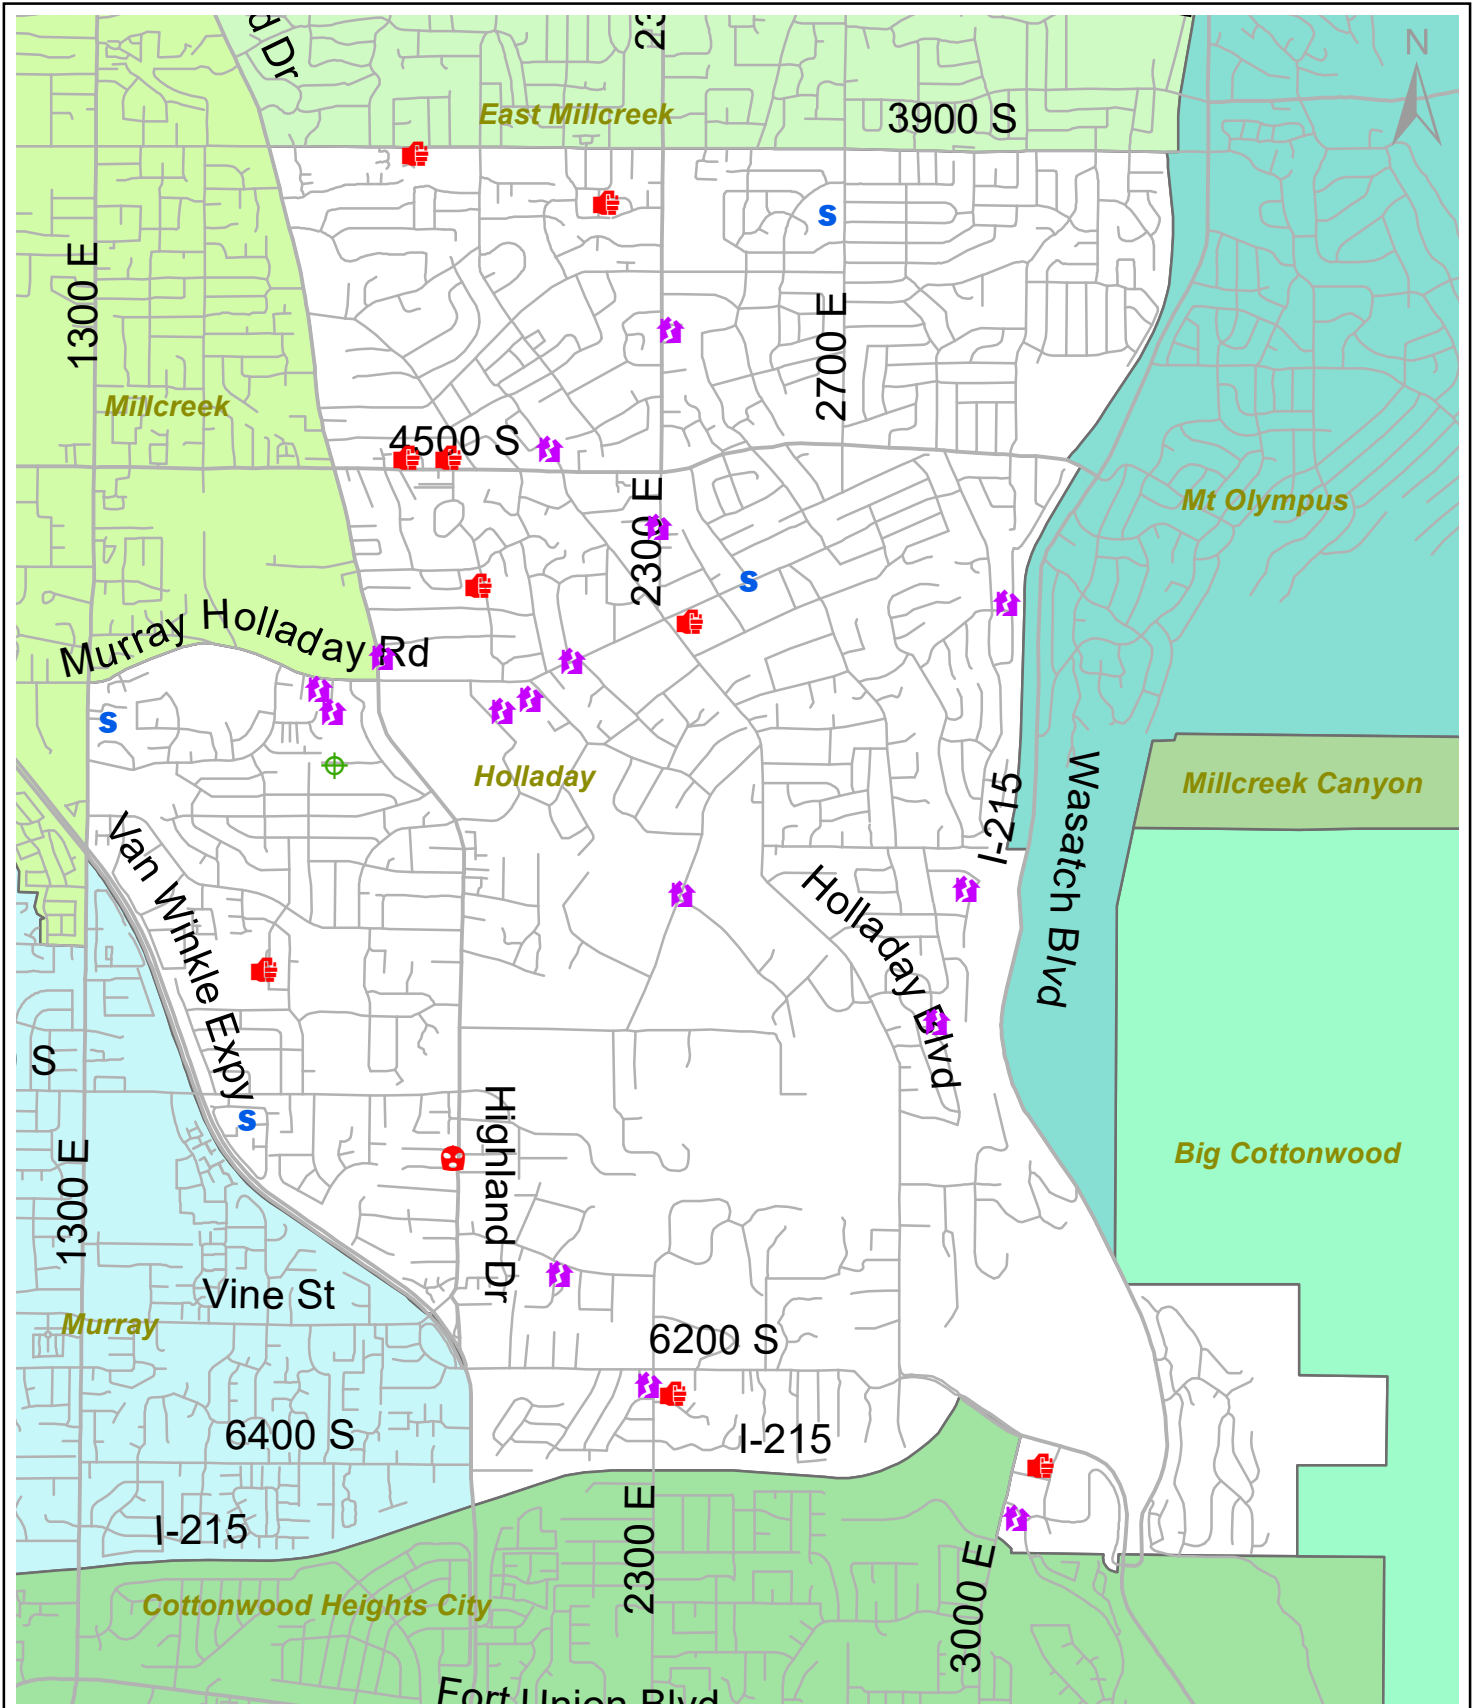 d Dr
23
N
East Millcreek
3900 S
S
1300 E
2700 E
Millcreek
4500 S
Mt Olympus
2300 E
S
Murray Holladay Rd
S
Holladay
Millcreek Canyon
I-215
Wasatch Blvd
Van Winkle Expy
Holladay Blvd
S
S
Highland Dr
1300 E
Big Cottonwood
Vine St
Murray
6200 S
6400 S
I-215
I-215
2300 E
3000 E
Cottonwood Heights City
Fort Union Blvd